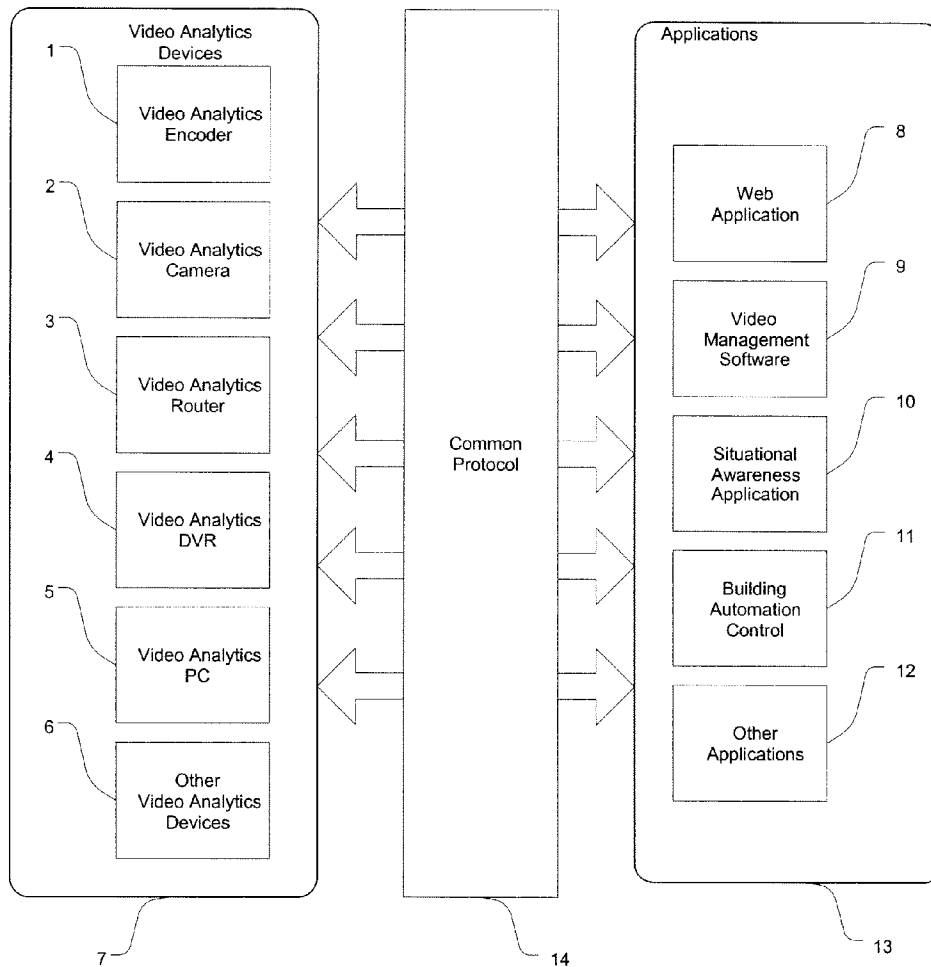 Video Analytics
Devices
1
Video Analytics
Encoder
2
Video Analytics
Camera
3
Video Analytics
Router
4
Video Analytics
DVR
5
Video Analytics
PC
6
Other
Video Analytics
Devices
7
Common
Protocol
14
Applications
8
Web
Application
9
Video
Management
Software
10
Situational
Awareness
Application
11
Building
Automation
Control
12
Other
Applications
13